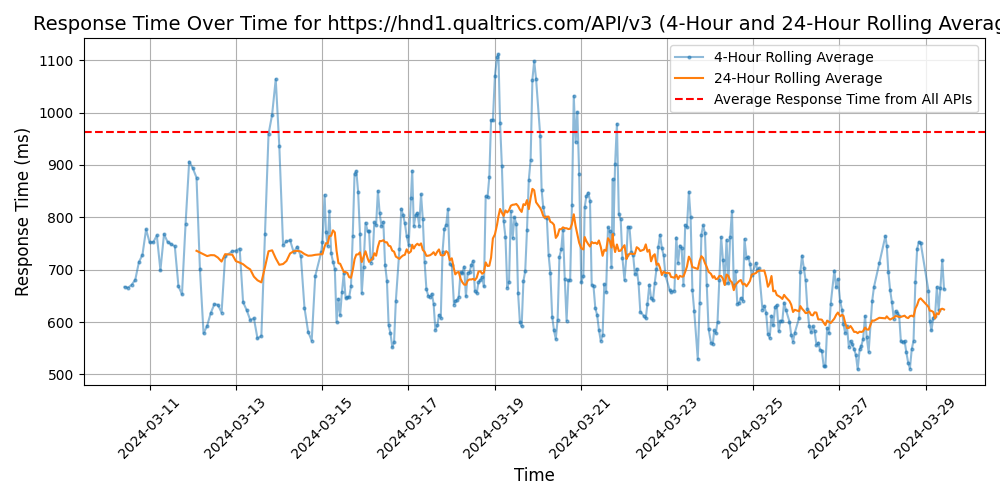 Response Time Over Time for https://hnd1.qualtrics.com/API/v3 (4-Hour and 24-Hour Rolling Averag
4-Hour Rolling Average
24-Hour Rolling Average
Average Response Time from All APIs
Response Time (ms)
1100
1000
900
800
700
600
500
2024-03-11
2024-03-13
2024-03-15
2024-03-17
2024-03-19
2024-03-21
2024-03-23
2024-03-25
2024-03-27
2024-03-29
Time